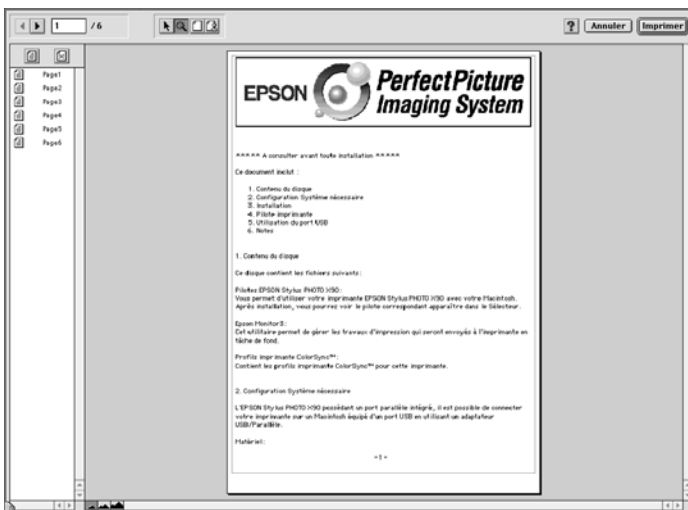 1 /6
? Annuler Imprimer
Page1
Page2
Page3
Page4
Page5
Page6
EPSON PerfectPicture
Imaging System
***** A consulter avant toute installation *****
Ce document inclut :
1. Contenu du disque
2. Configuration Système nécessaire
3. Installation
4. Pilote imprimante
5. Utilisation du port USB
6. Notes
1. Contenu du disque
Ce disque contient les fichiers suivants:
Pilotes EPSON Stylus PHOTO X90:
Vous permet d'utiliser votre imprimante EPSON Stylus PHOTO X90 avec votre Macintosh.
Après installation, vous pourrez voir le pilote correspondant apparaître dans le Sélecteur.
Epson Monitor3:
Cet utilitaire permet de gérer les travaux d'impression qui seront envoyés à l'imprimante en
tâche de fond.
Profils imprimante ColorSync™:
Contient les profils imprimante ColorSync™ pour cette imprimante.
2. Configuration Système nécessaire
L'EPSON Stylus PHOTO X90 possédant un port parallèle intégré, il est possible de connecter
votre imprimante sur un Macintosh équipé d'un port USB en utilisant un adaptateur
USB/Parallèle.
Matériel:
-1-